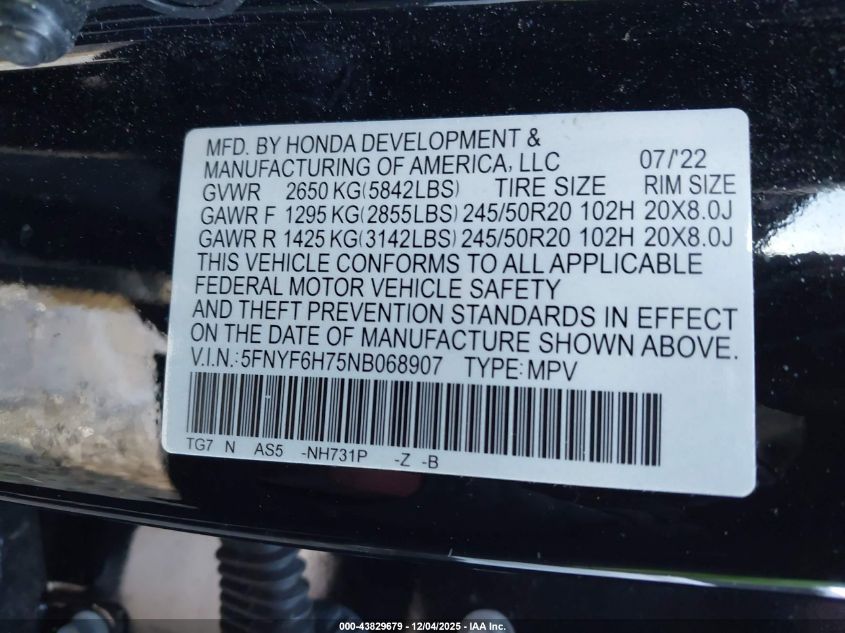 MFD. BY HONDA DEVELOPMENT &
MANUFACTURING OF AMERICA, LLC 07/'22
GVWR 2650 KG(5842LBS) TIRE SIZE RIM SIZE
GAWR F 1295 KG(2855LBS) 245/50R20 102H 20X8.0J
GAWR R 1425 KG(3142LBS) 245/50R20 102H 20X8.0J
THIS VEHICLE CONFORMS TO ALL APPLICABLE
FEDERAL MOTOR VEHICLE SAFETY
AND THEFT PREVENTION STANDARDS IN EFFECT
ON THE DATE OF MANUFACTURE SHOWN ABOVE.
V.I.N.:5FNYF6H75NB068907 TYPE:MPV
TG7 N AS5 -NH731P -Z -B
000-43829679 - 12/04/2025 - IAA Inc.